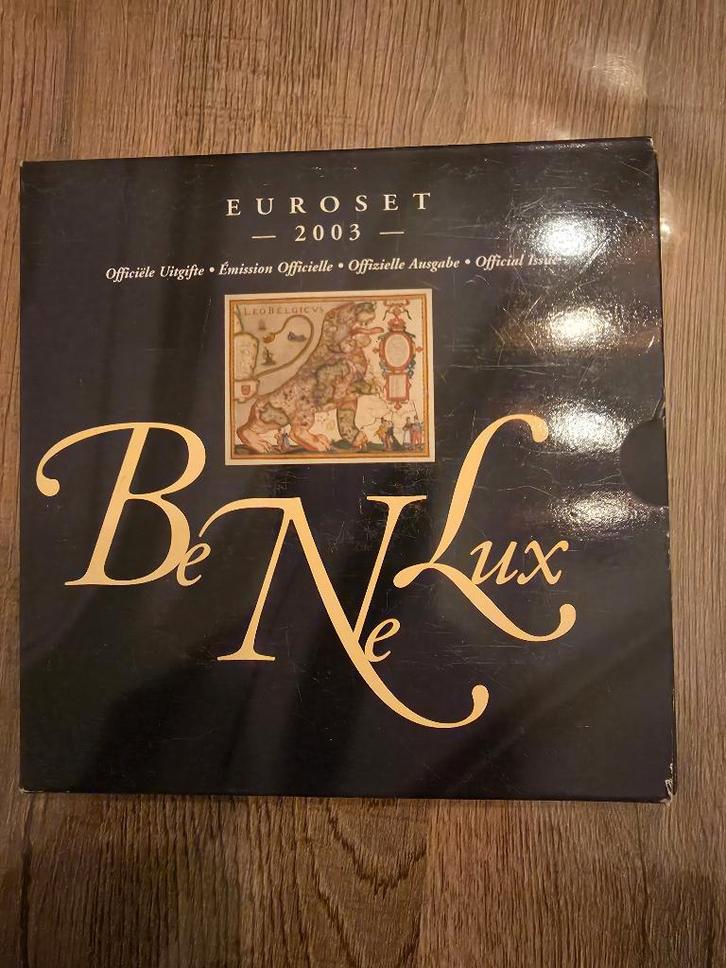 EUROSET
— 2003 —
Officiële Uitgifte • Émission Officielle • Offizielle Ausgabe • Official Issue
LEO BELGICVS
BeNeLux